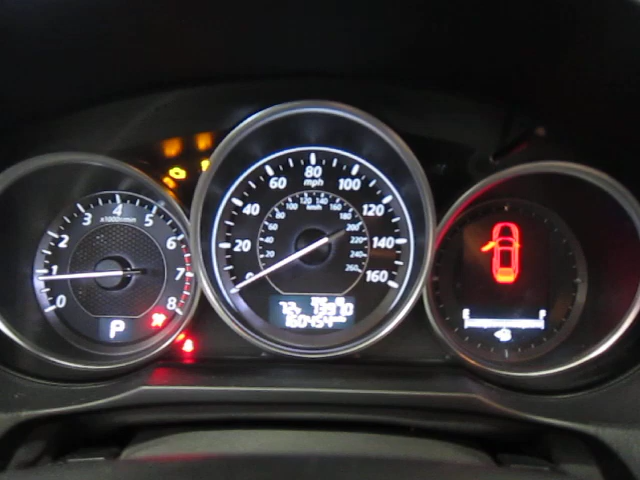 0 1 2 3 4 5 6 7 8
x1000r/min
P
0 20 40 60 80 100 120 140 160
mph
20 40 60 80 100 120 140 160 180 200 220 240 260
km/h
160454